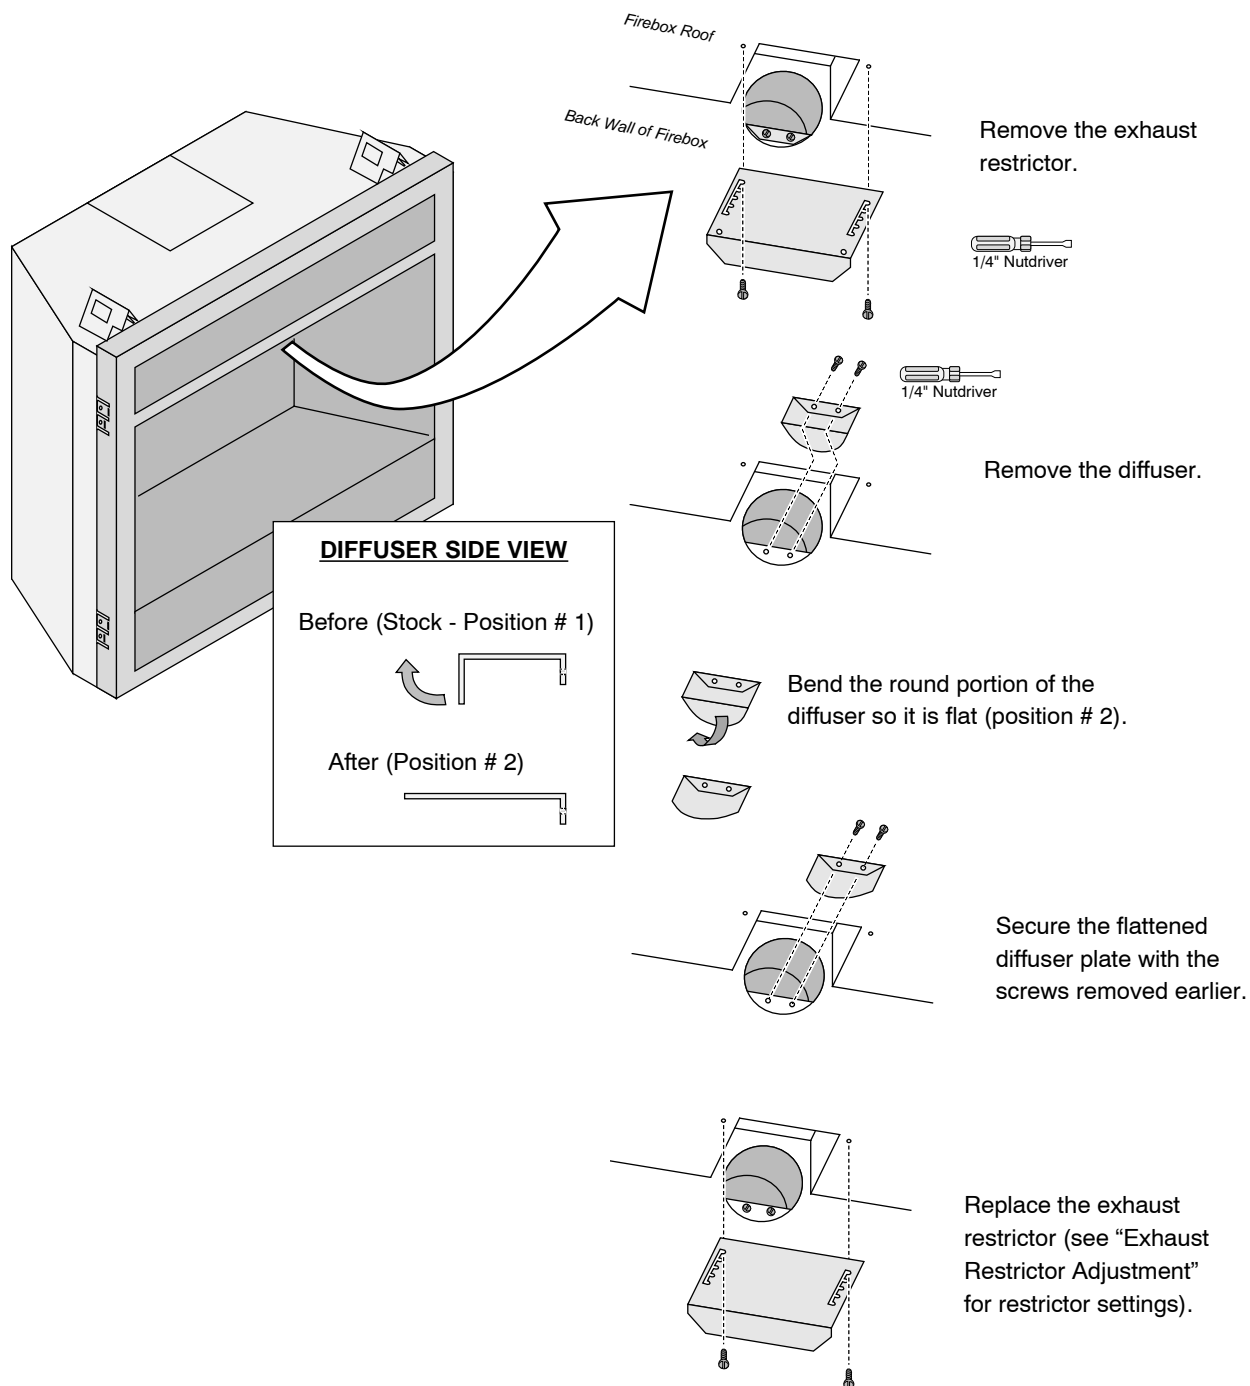 Firebox Roof
Back Wall of Firebox
Remove the exhaust
restrictor.
1/4" Nutdriver
1/4" Nutdriver
Remove the diffuser.
DIFFUSER SIDE VIEW
Before (Stock - Position # 1)
After (Position # 2)
Bend the round portion of the
diffuser so it is flat (position # 2).
Secure the flattened
diffuser plate with the
screws removed earlier.
Replace the exhaust
restrictor (see “Exhaust
Restrictor Adjustment”
for restrictor settings).